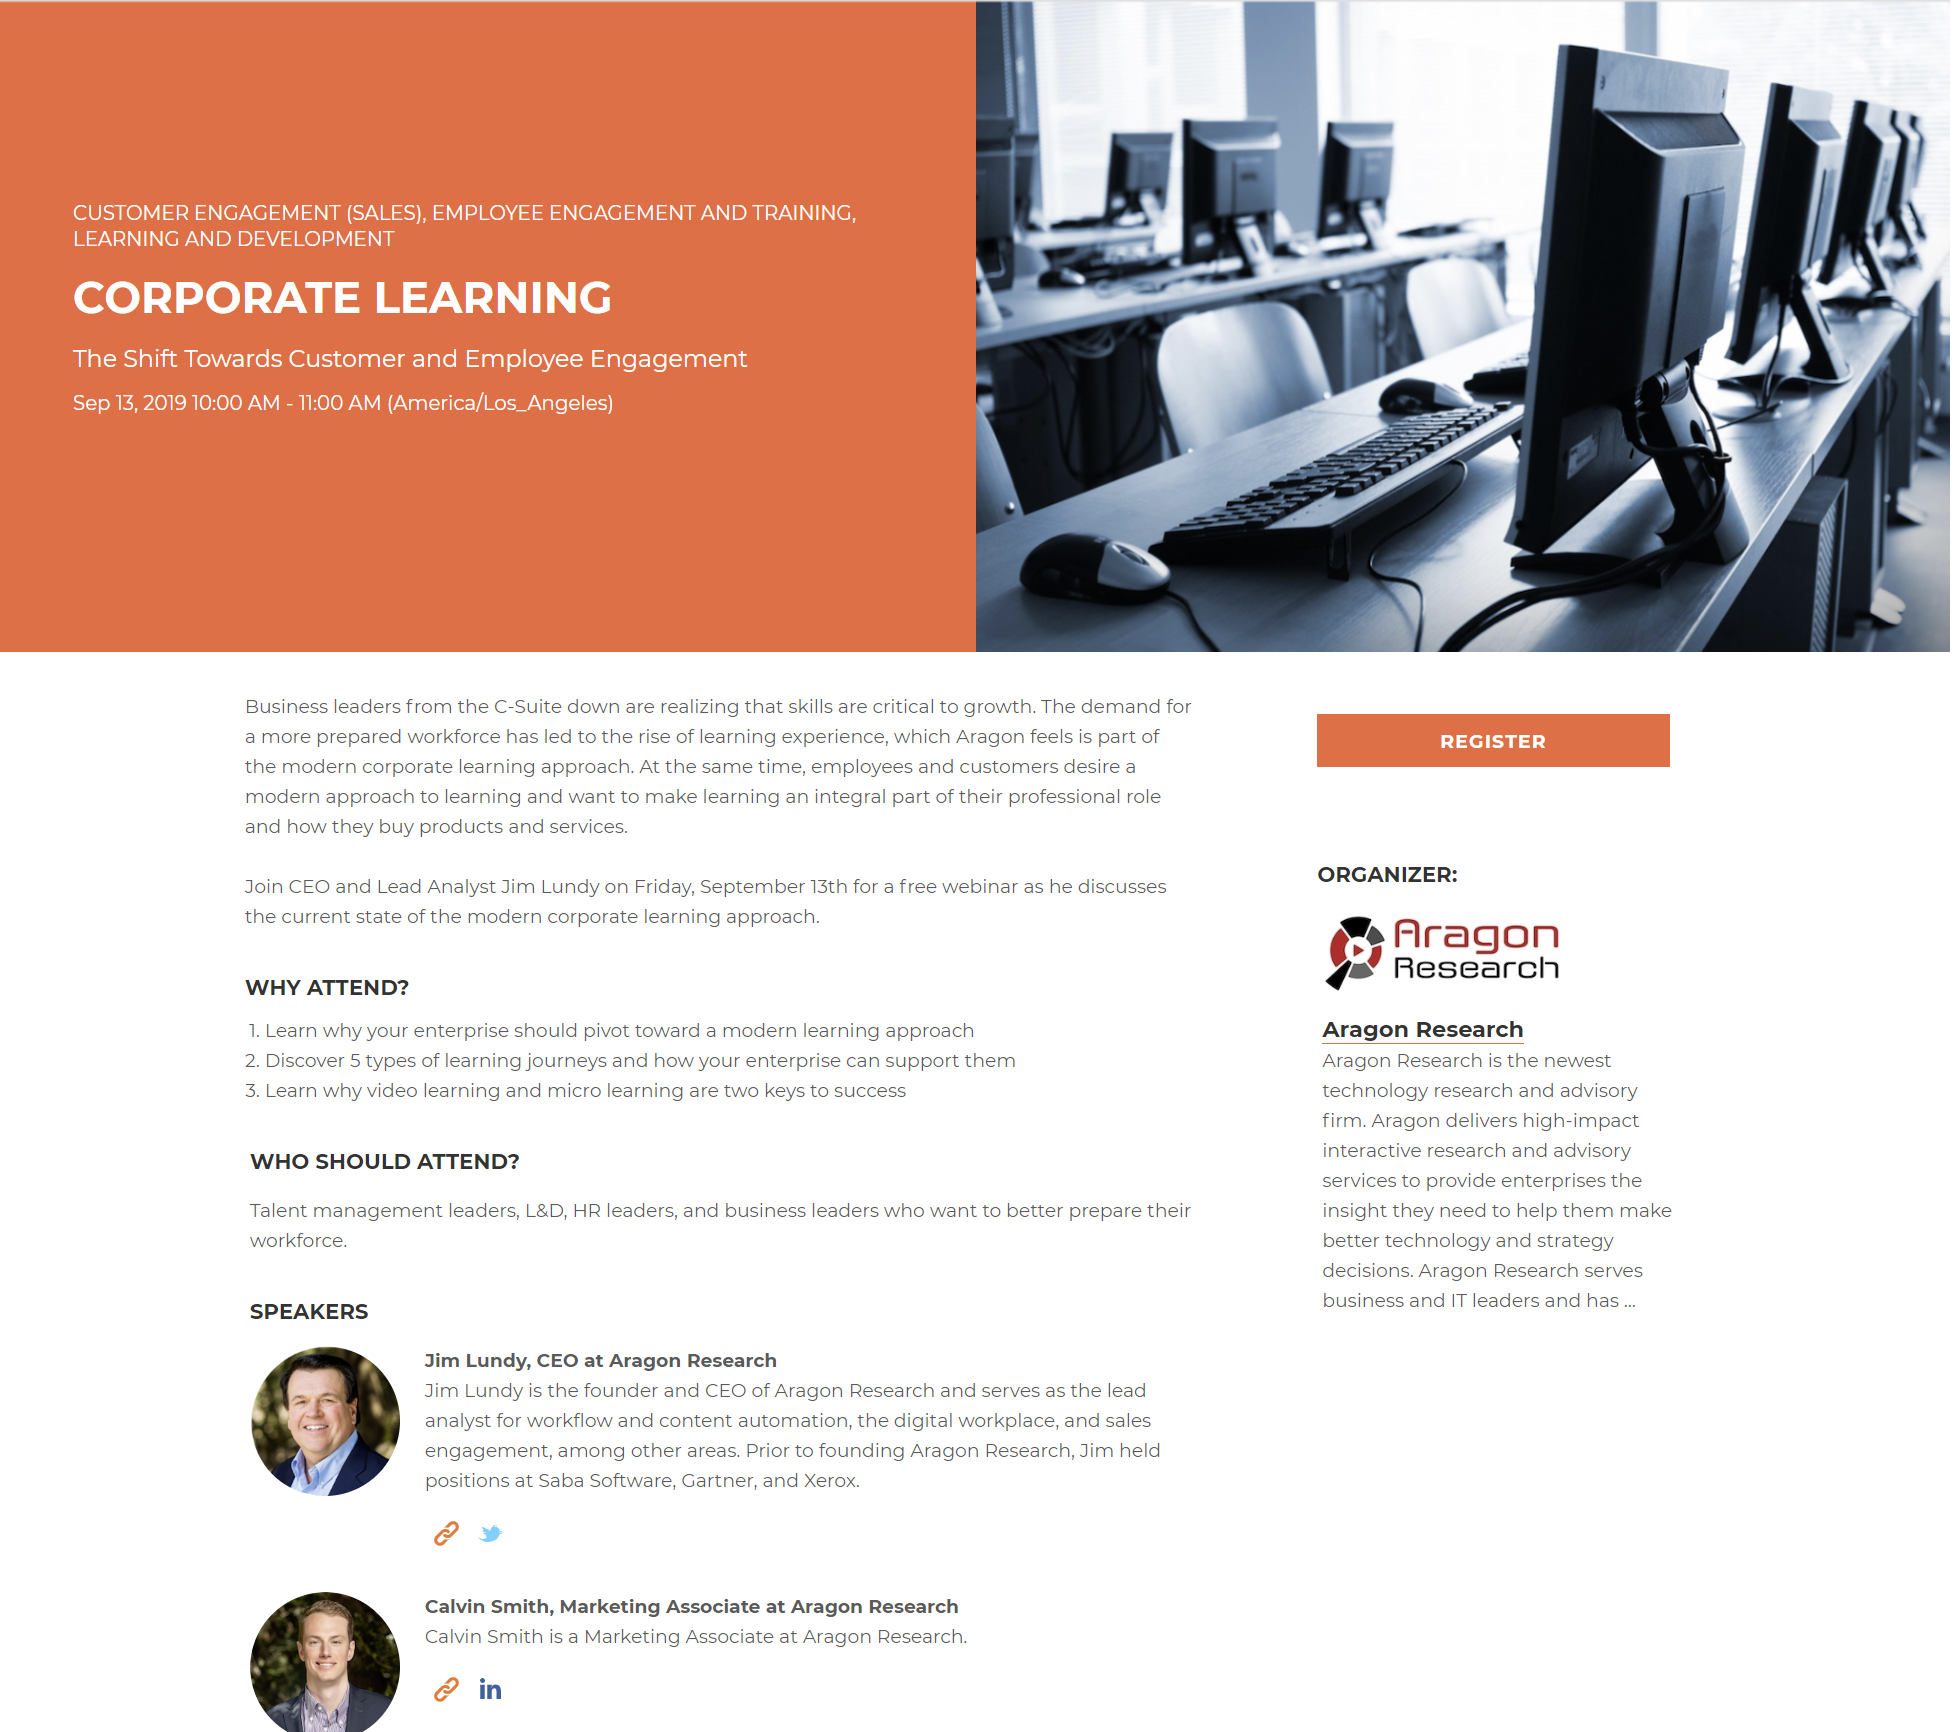 CUSTOMER ENGAGEMENT (SALES), EMPLOYEE ENGAGEMENT AND TRAINING,
LEARNING AND DEVELOPMENT
CORPORATE LEARNING
The Shift Towards Customer and Employee Engagement
Sep 13, 2019 10:00 AM - 11:00 AM (America/Los_Angeles)
Business leaders from the C-Suite down are realizing that skills are critical to growth. The demand for
a more prepared workforce has led to the rise of learning experience, which Aragon feels is part of
the modern corporate learning approach. At the same time, employees and customers desire a
modern approach to learning and want to make learning an integral part of their professional role
and how they buy products and services.
Join CEO and Lead Analyst Jim Lundy on Friday, September 13th for a free webinar as he discusses
the current state of the modern corporate learning approach.
WHY ATTEND?
1. Learn why your enterprise should pivot toward a modern learning approach
2. Discover 5 types of learning journeys and how your enterprise can support them
3. Learn why video learning and micro learning are two keys to success
WHO SHOULD ATTEND?
Talent management leaders, L&D, HR leaders, and business leaders who want to better prepare their
workforce.
SPEAKERS
Jim Lundy, CEO at Aragon Research
Jim Lundy is the founder and CEO of Aragon Research and serves as the lead
analyst for workflow and content automation, the digital workplace, and sales
engagement, among other areas. Prior to founding Aragon Research, Jim held
positions at Saba Software, Gartner, and Xerox.
Calvin Smith, Marketing Associate at Aragon Research
Calvin Smith is a Marketing Associate at Aragon Research.
in
REGISTER
ORGANIZER:
Aragon
Research
Aragon Research
Aragon Research is the newest
technology research and advisory
firm. Aragon delivers high-impact
interactive research and advisory
services to provide enterprises the
insight they need to help them make
better technology and strategy
decisions. Aragon Research serves
business and IT leaders and has ...